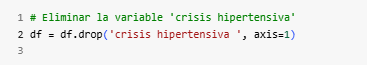 1 # Eliminar la variable 'crisis hipertensiva'
2 df = df.drop('crisis hipertensiva ', axis=1)
3